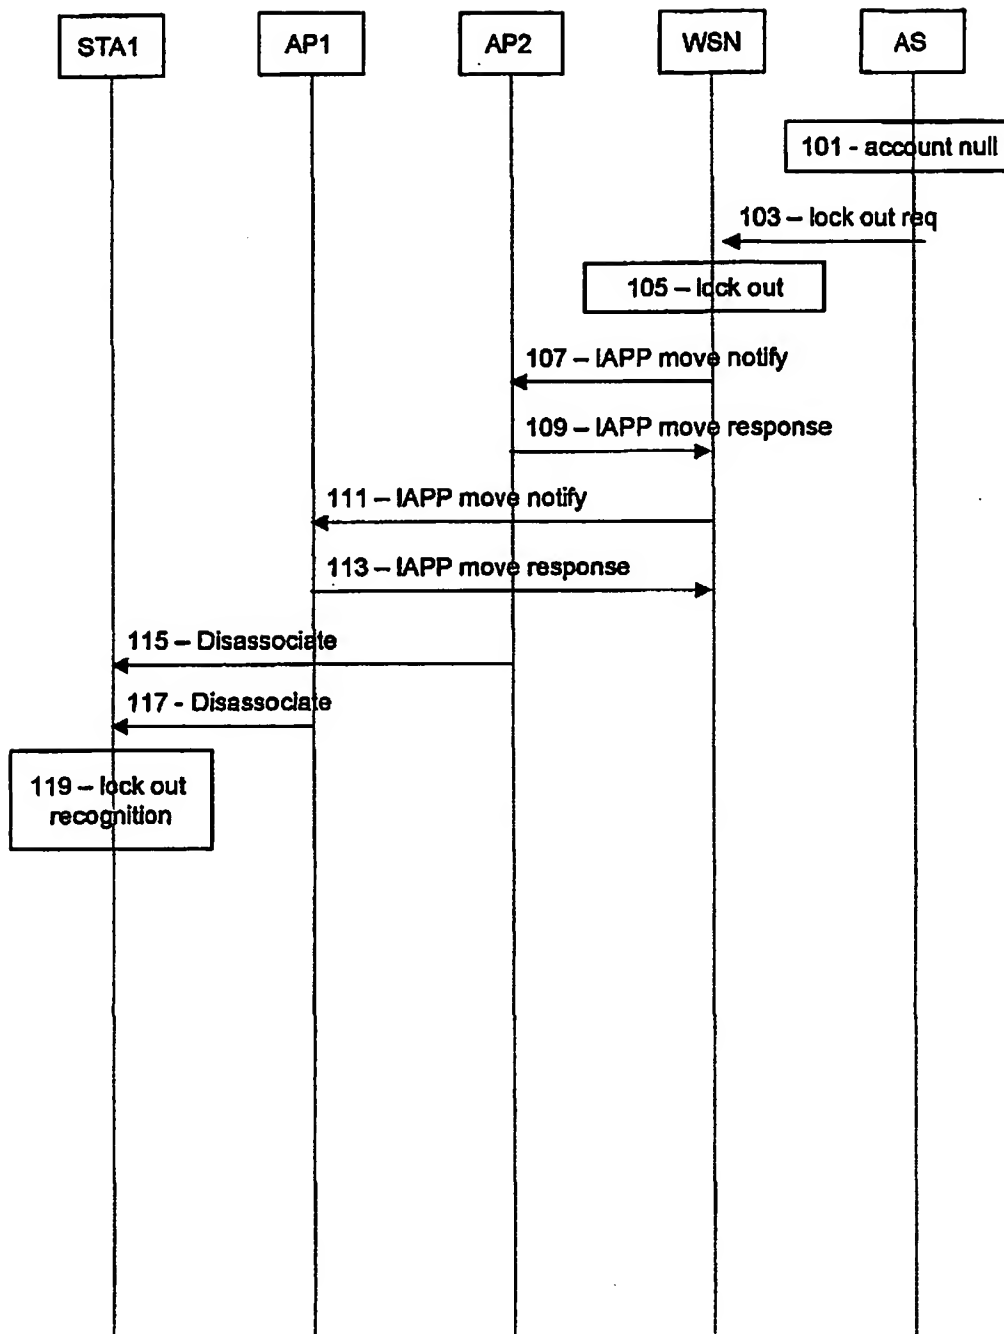 STA1
AP1
AP2
WSN
AS
101 - account null
103 – lock out req
105 – lock out
107 – IAPP move notify
109 – IAPP move response
111 – IAPP move notify
113 – IAPP move response
115 – Disassociate
117 - Disassociate
119 – lock out
recognition